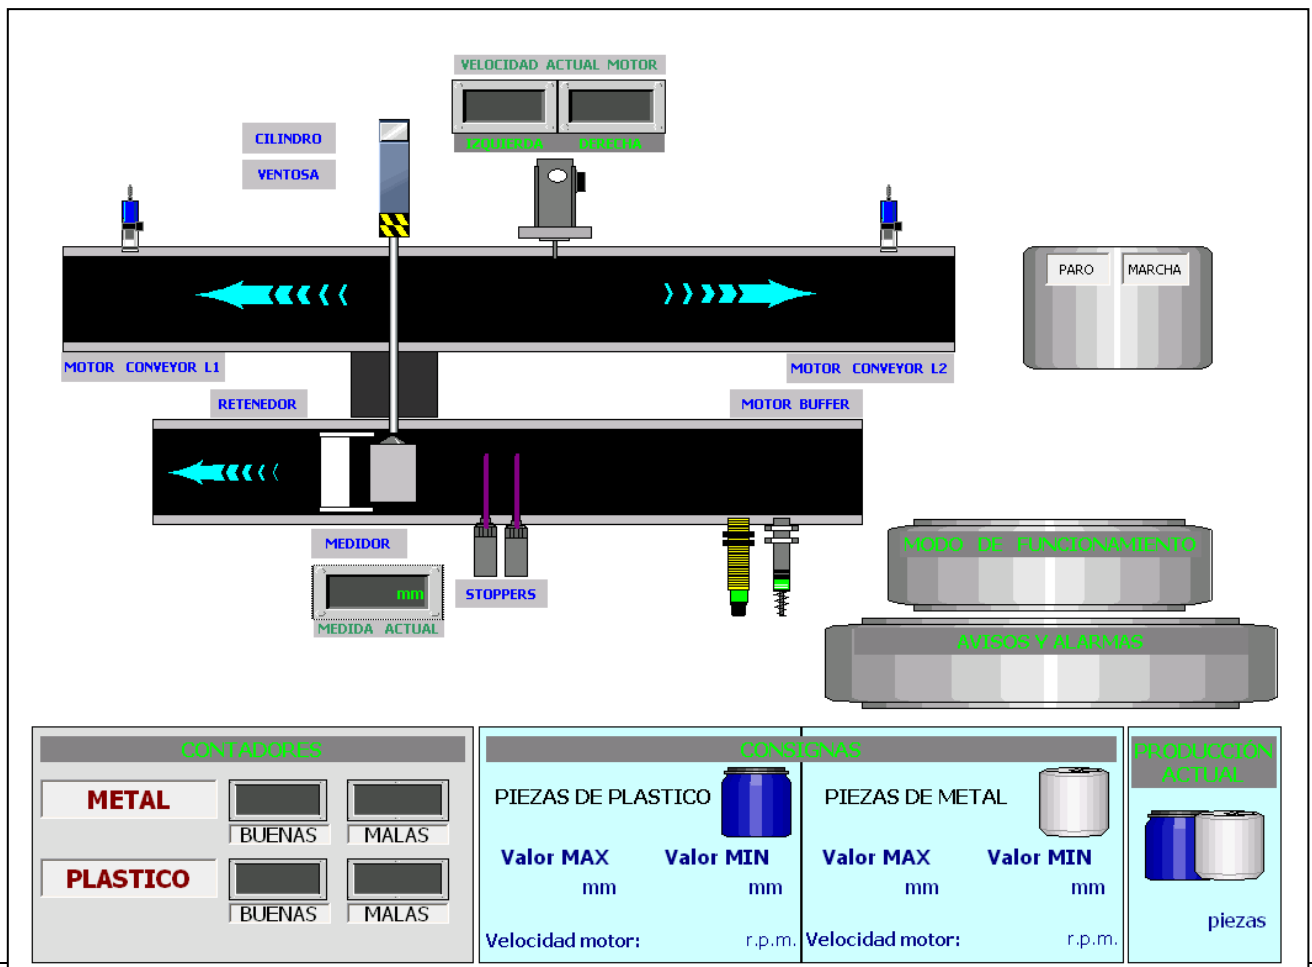 VELOCIDAD ACTUAL MOTOR
IZQUIERDA DERECHA
CILINDRO
VENTOSA
PARO MARCHA
MOTOR CONVEYOR L1
MOTOR CONVEYOR L2
RETENEDOR
MOTOR BUFFER
MEDIDOR
mm
MEDIDA ACTUAL
STOPPERS
MODO DE FUNCIONAMIENTO
AVISOS Y ALARMAS
CONTADORES
METAL
BUENAS MALAS
PLASTICO
BUENAS MALAS
CONSIGNAS
PIEZAS DE PLASTICO
Valor MAX Valor MIN
mm mm
Velocidad motor: r.p.m.
PIEZAS DE METAL
Valor MAX Valor MIN
mm mm
Velocidad motor: r.p.m.
PRODUCCIÓN
ACTUAL
piezas